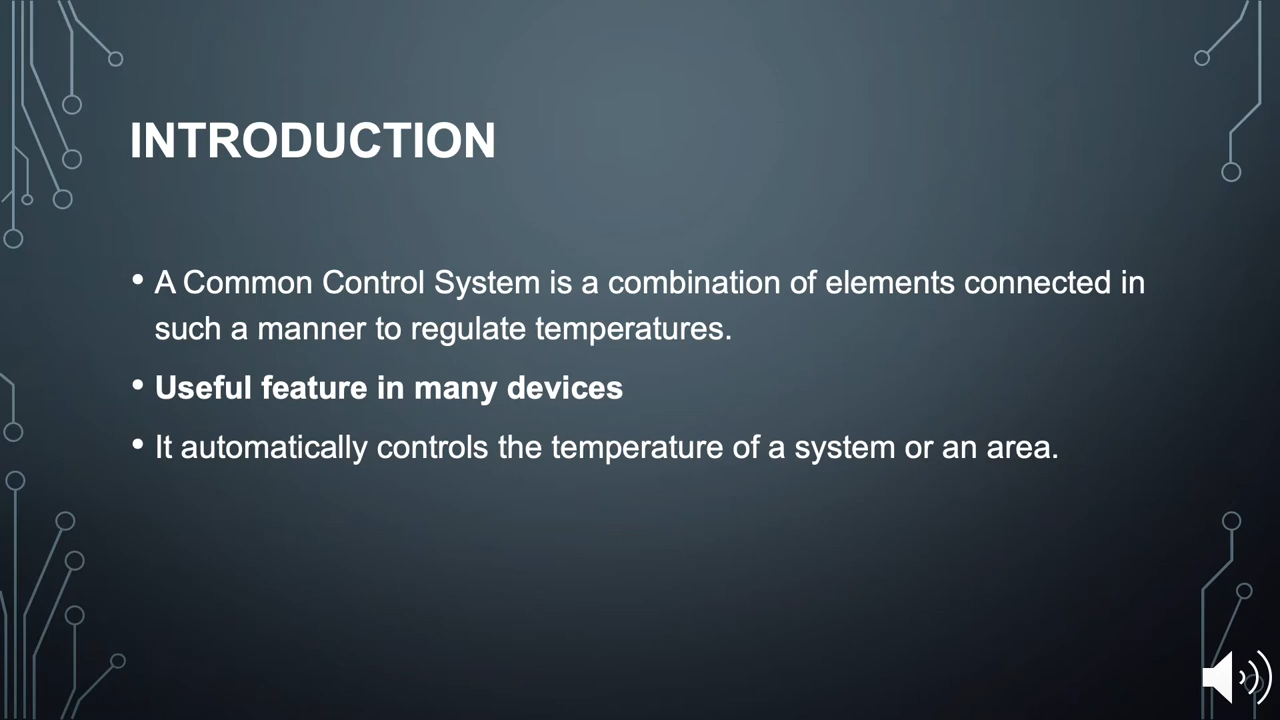 INTRODUCTION
• A Common Control System is a combination of elements connected in
such a manner to regulate temperatures.
• Useful feature in many devices
• It automatically controls the temperature of a system or an area.